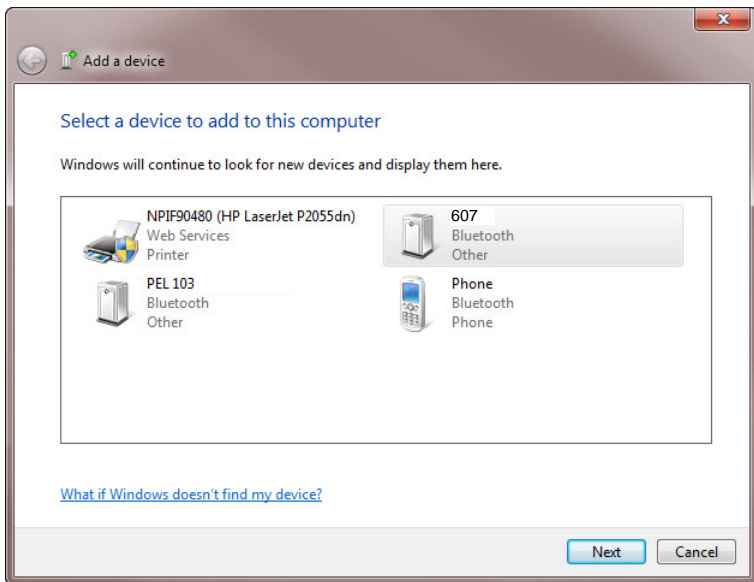 Add a device
Select a device to add to this computer
Windows will continue to look for new devices and display them here.
NPIF90480 (HP LaserJet P2055dn)
Web Services
Printer
607
Bluetooth
Other
PEL 103
Bluetooth
Other
Phone
Bluetooth
Phone
What if Windows doesn't find my device?
Next
Cancel